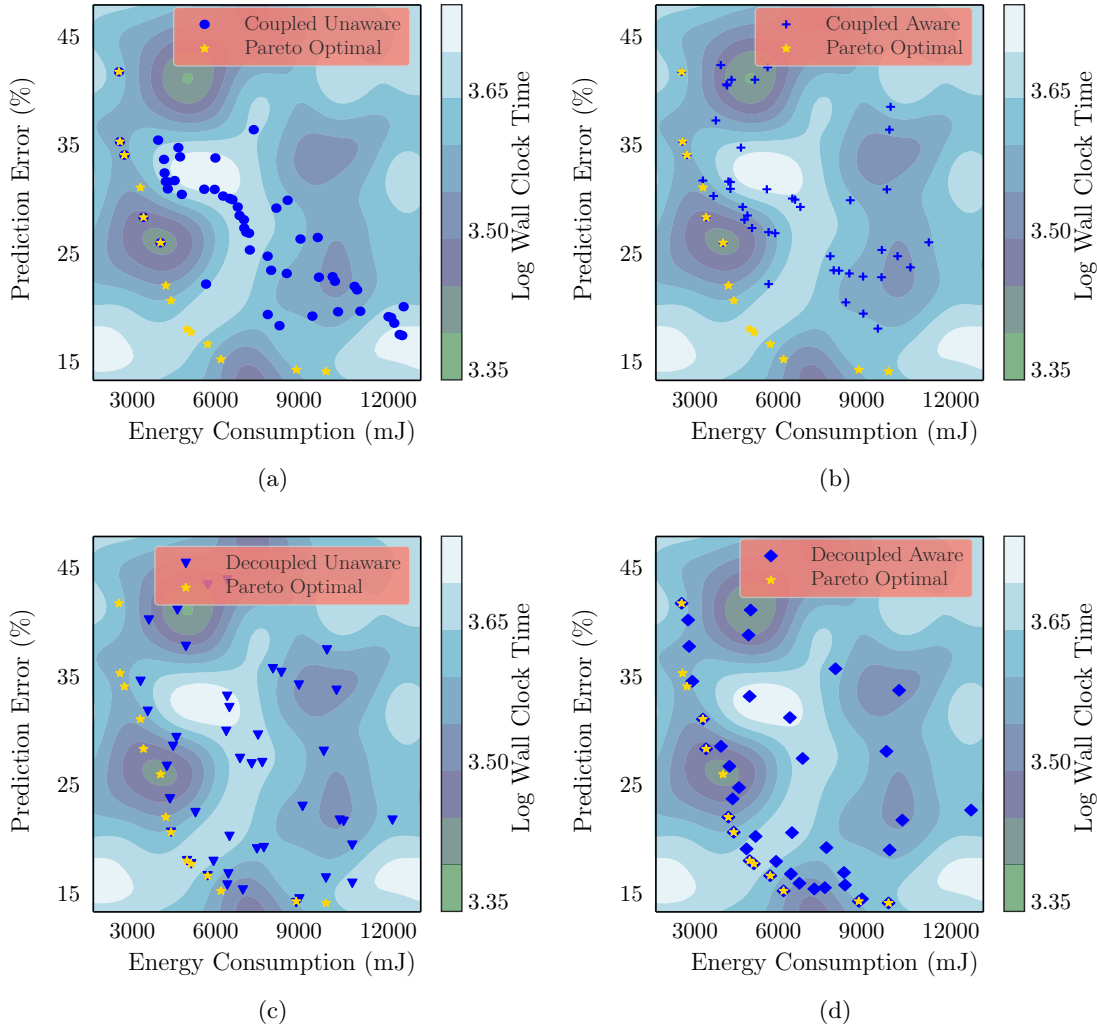 Coupled Unaware
Pareto Optimal
45
35
25
15
Prediction Error (%)
3000 6000 9000 12000
Energy Consumption (mJ)
3.65
3.50
3.35
Log Wall Clock Time
(a)
Coupled Aware
Pareto Optimal
45
35
25
15
Prediction Error (%)
3000 6000 9000 12000
Energy Consumption (mJ)
3.65
3.50
3.35
Log Wall Clock Time
(b)
Decoupled Unaware
Pareto Optimal
45
35
25
15
Prediction Error (%)
3000 6000 9000 12000
Energy Consumption (mJ)
3.65
3.50
3.35
Log Wall Clock Time
(c)
Decoupled Aware
Pareto Optimal
45
35
25
15
Prediction Error (%)
3000 6000 9000 12000
Energy Consumption (mJ)
3.65
3.50
3.35
Log Wall Clock Time
(d)